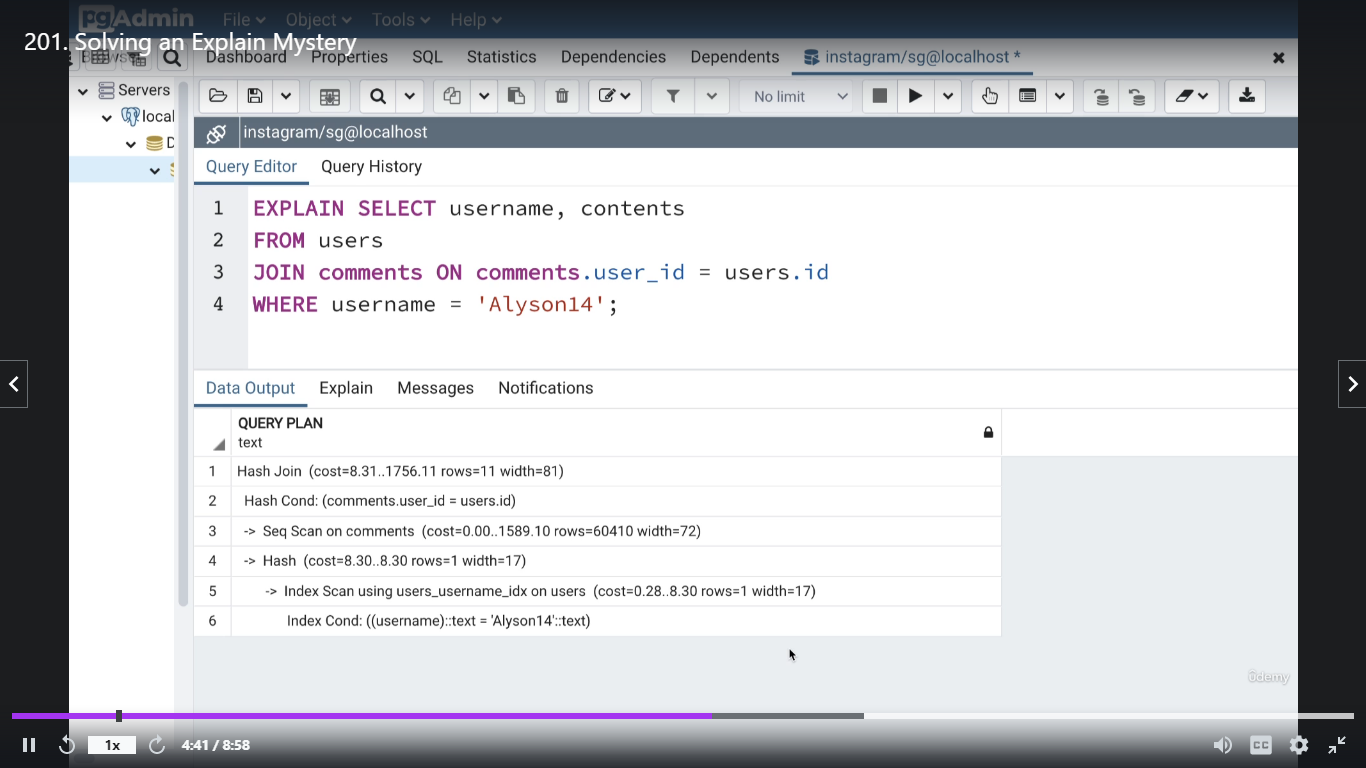 pgAdmin File Object Tools Help
201. Solving an Explain Mystery
Dashboard Properties SQL Statistics Dependencies Dependents instagram/sg@localhost *
Servers
No limit
local
instagram/sg@localhost
D
Query Editor Query History
1 EXPLAIN SELECT username, contents
2 FROM users
3 JOIN comments ON comments.user_id = users.id
4 WHERE username = 'Alyson14';
Data Output Explain Messages Notifications
QUERY PLAN
text
1 Hash Join (cost=8.31..1756.11 rows=11 width=81)
2 Hash Cond: (comments.user_id = users.id)
3 -> Seq Scan on comments (cost=0.00..1589.10 rows=60410 width=72)
4 -> Hash (cost=8.30..8.30 rows=1 width=17)
5 -> Index Scan using users_username_idx on users (cost=0.28..8.30 rows=1 width=17)
6 Index Cond: ((username)::text = 'Alyson14'::text)
ûdemy
1x 4:41 / 8:58 CC